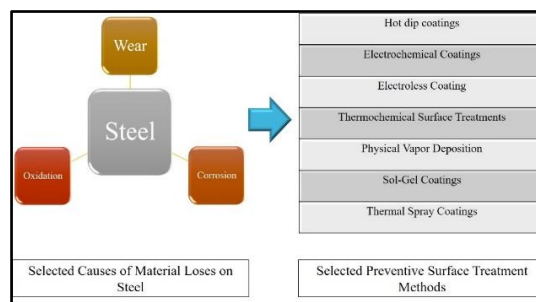 Wear
Steel
Oxidation
Corrosion
Selected Causes of Material Loses on
Steel
Hot dip coatings
Electrochemical Coatings
Electroless Coating
Thermochemical Surface Treatments
Physical Vapor Deposition
Sol-Gel Coatings
Thermal Spray Coatings
Selected Preventive Surface Treatment
Methods